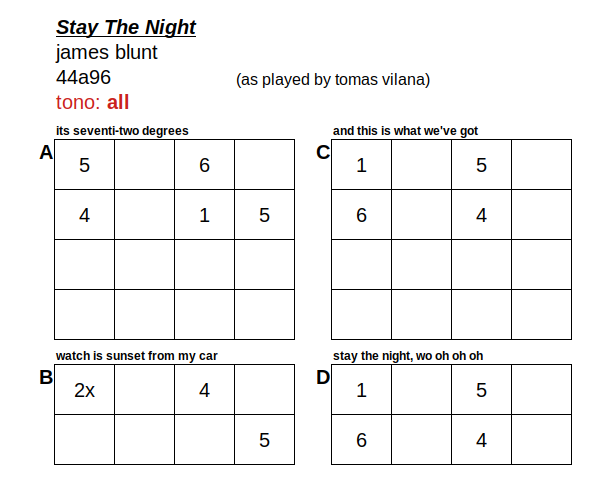 Stay The Night
james blunt
44a96
(as played by tomas vilana)
tono: all
its seventi-two degrees
A
5 6
4 1 5
and this is what we've got
C
1 5
6 4
watch is sunset from my car
B
2x 4
5
stay the night, wo oh oh oh
D
1 5
6 4